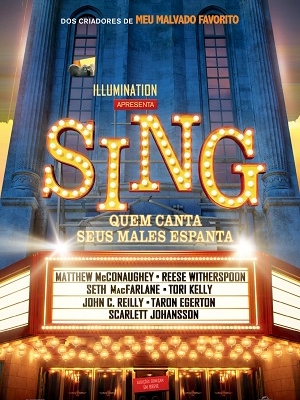 DOS CRIADORES DE MEU MALVADO FAVORITO
ILLUMINATION
APRESENTA
SING
QUEM CANTA
SEUS MALES ESPANTA
MATTHEW McCONAUGHEY • REESE WITHERSPOON
SETH MacFARLANE • TORI KELLY
JOHN C. REILLY • TARON EGERTON
SCARLETT JOHANSSON